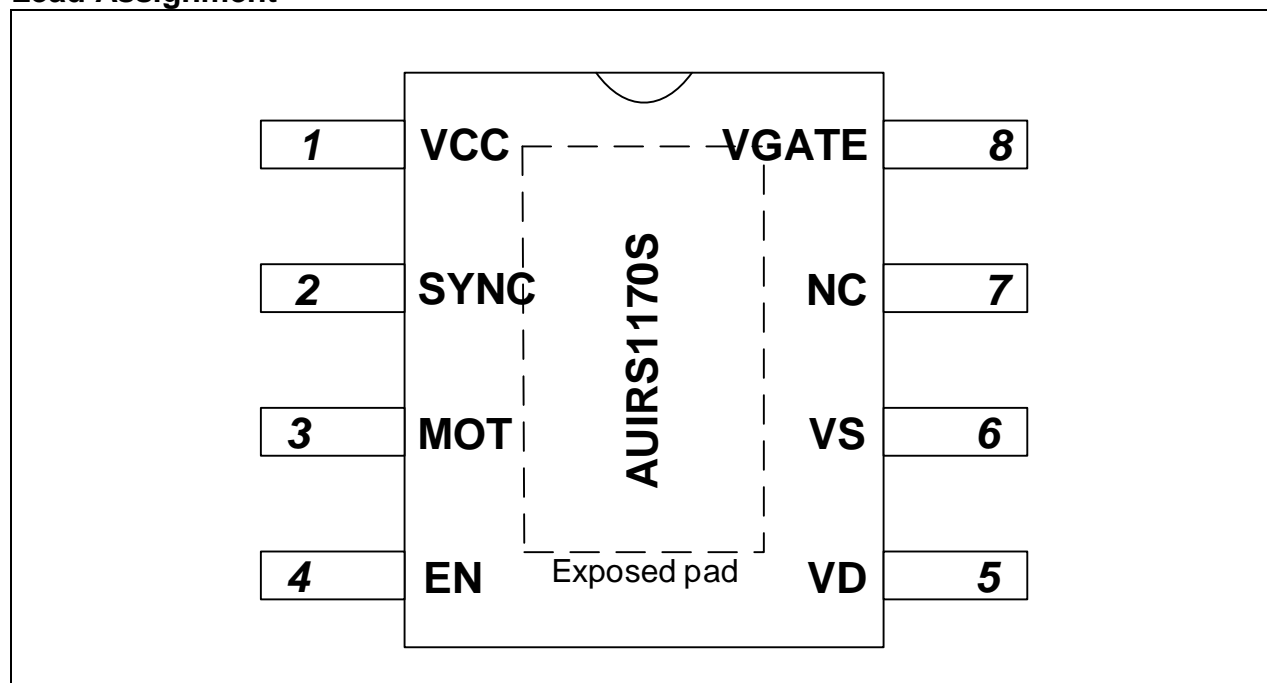 Lead Assignment
1 VCC VGATE 8
2 SYNC NC 7
3 MOT VS 6
4 EN VD 5
AUIRS1170S
Exposed pad